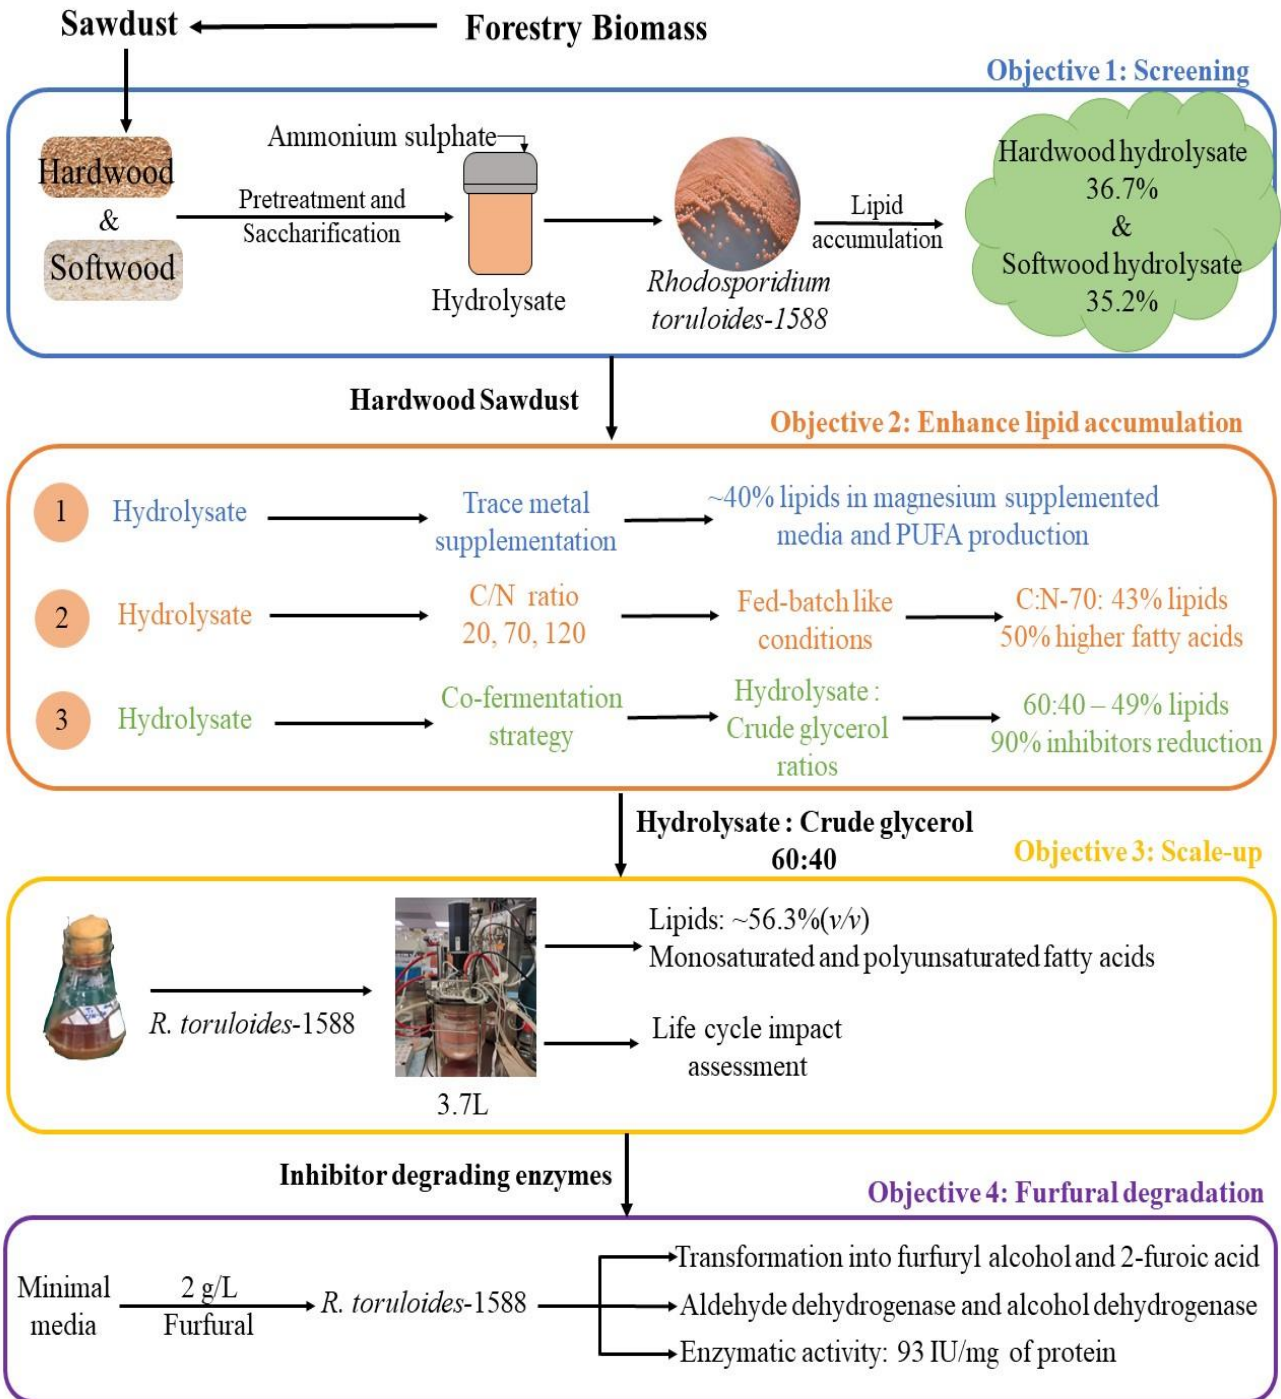 Sawdust
Forestry Biomass
Objective 1: Screening
Hardwood
&
Softwood
Pretreatment and
Saccharification
Ammonium sulphate
Hydrolysate
Rhodosporidium
toruloides-1588
Lipid
accumulation
Hardwood hydrolysate
36.7%
&
Softwood hydrolysate
35.2%
Hardwood Sawdust
Objective 2: Enhance lipid accumulation
1
Hydrolysate
Trace metal
supplementation
~40% lipids in magnesium supplemented
media and PUFA production
2
Hydrolysate
C/N ratio
20, 70, 120
Fed-batch like
conditions
C:N-70: 43% lipids
50% higher fatty acids
3
Hydrolysate
Co-fermentation
strategy
Hydrolysate :
Crude glycerol
ratios
60:40 – 49% lipids
90% inhibitors reduction
Hydrolysate : Crude glycerol
60:40
Objective 3: Scale-up
R. toruloides-1588
3.7L
Lipids: ~56.3%(v/v)
Monosaturated and polyunsaturated fatty acids
Life cycle impact
assessment
Inhibitor degrading enzymes
Objective 4: Furfural degradation
Minimal
media
2 g/L
Furfural
R. toruloides-1588
Transformation into furfuryl alcohol and 2-furoic acid
Aldehyde dehydrogenase and alcohol dehydrogenase
Enzymatic activity: 93 IU/mg of protein